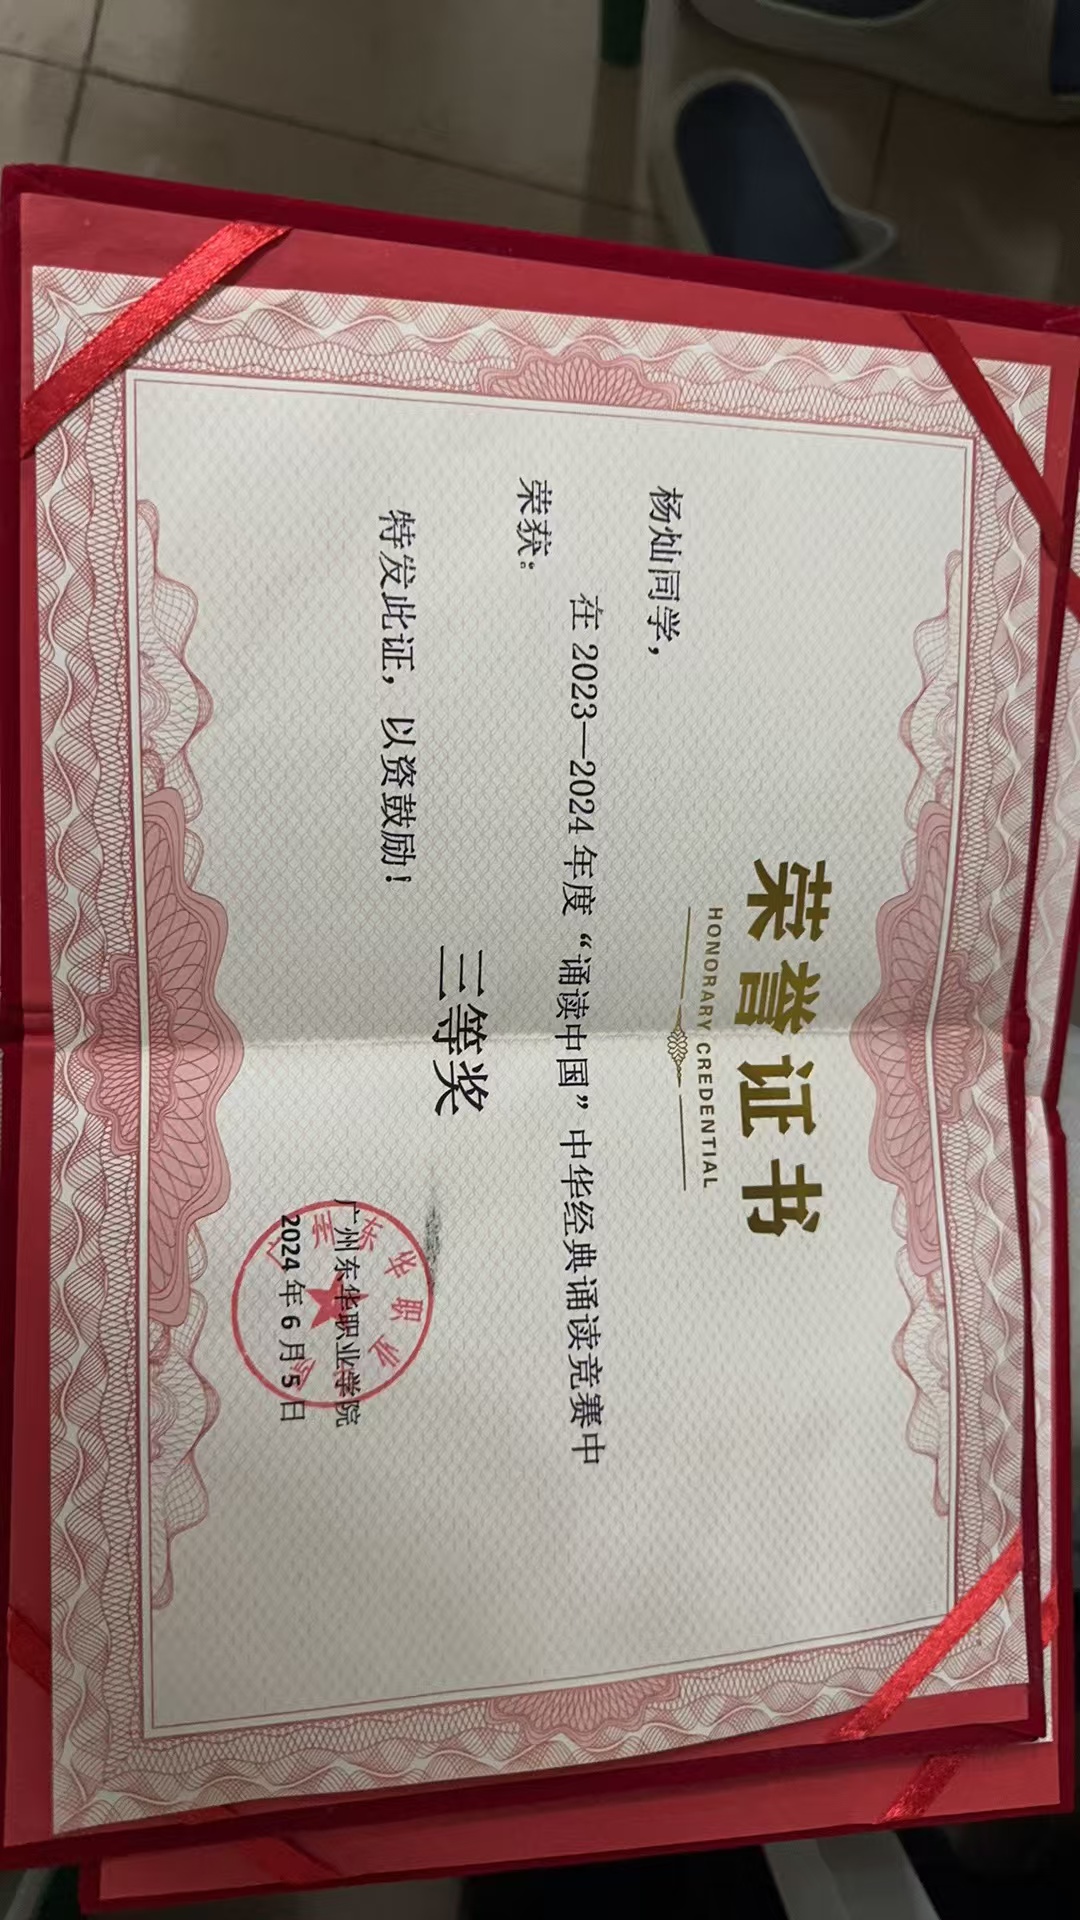 荣誉证书
HONORARY CREDENTIAL
杨灿同学，
在 2023—2024 年度“诵读中国”中华经典诵读竞赛中
荣获：
三等奖
特发此证，以资鼓励！
广州东华职业学院
2024 年 6 月 5 日